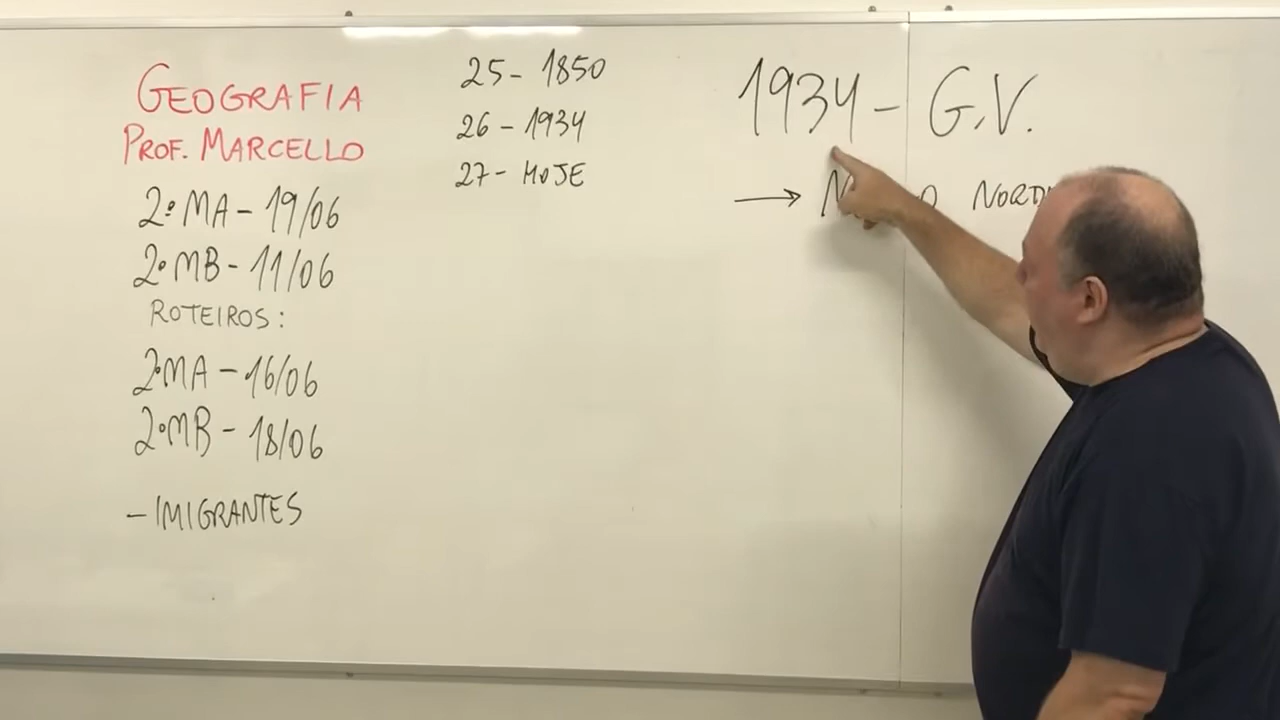 GEOGRAFIA
PROF. MARCELLO
2º MA - 19/06
2º MB - 11/06
ROTEIROS:
2º MA - 16/06
2º MB - 18/06
- IMIGRANTES
25 - 1850
26 - 1934
27 - HOJE
1934 - G.V.
→